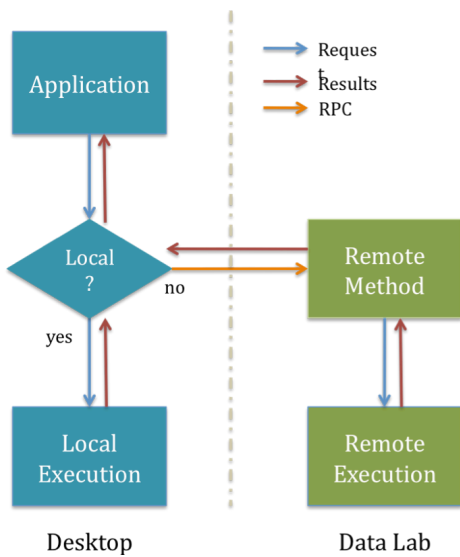 Application
Reques
t
Results
RPC
Local
?
no
yes
Remote
Method
Local
Execution
Remote
Execution
Desktop
Data Lab